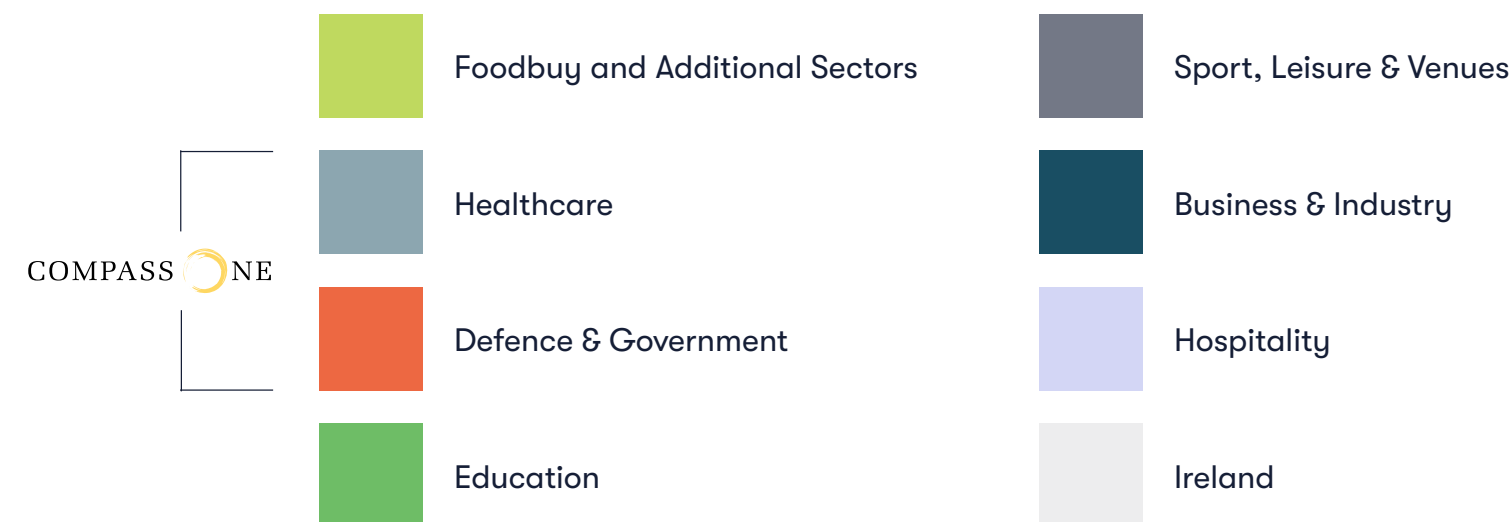 Foodbuy and Additional Sectors
Healthcare
COMPASS ONE
Defence & Government
Education
Sport, Leisure & Venues
Business & Industry
Hospitality
Ireland